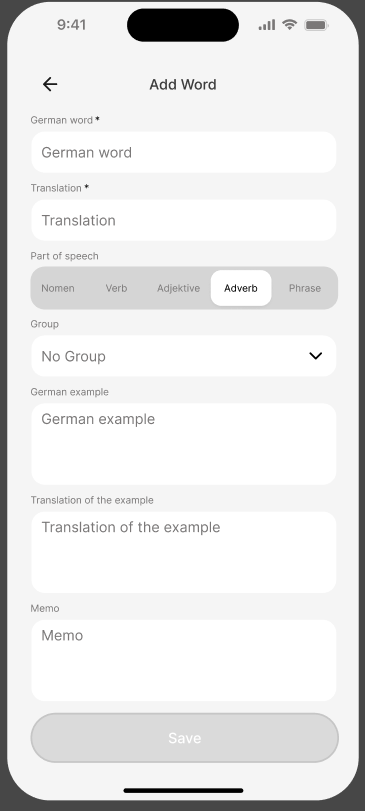 9:41
Add Word
German word *
German word
Translation *
Translation
Part of speech
Nomen Verb Adjektive Adverb Phrase
Group
No Group
German example
German example
Translation of the example
Translation of the example
Memo
Memo
Save